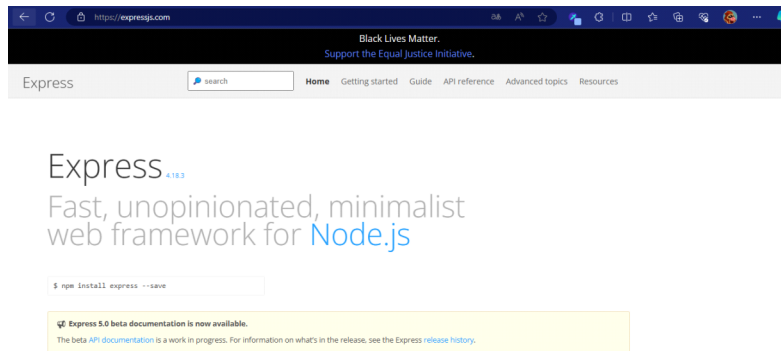 https://expressjs.com
Black Lives Matter.
Support the Equal Justice Initiative.
Express
search
Home Getting started Guide API reference Advanced topics Resources
Express 4.18.3
Fast, unopinionated, minimalist
web framework for Node.js
$ npm install express --save
Express 5.0 beta documentation is now available.
The beta API documentation is a work in progress. For information on what's in the release, see the Express release history.